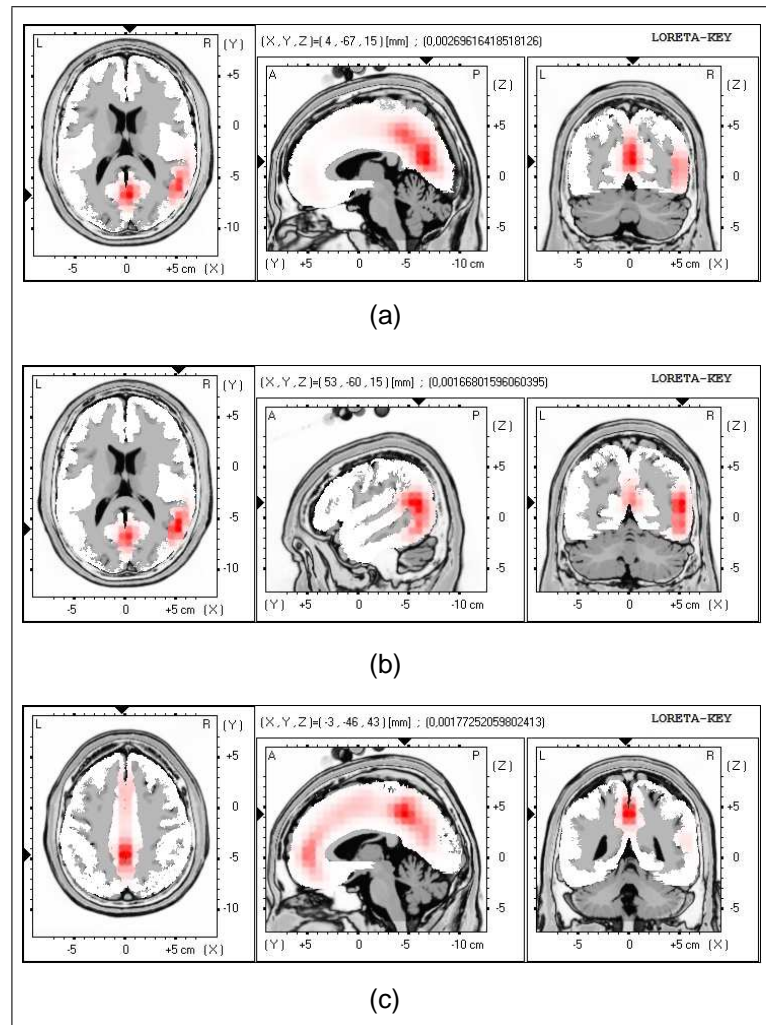 L R (Y) (X,Y,Z)=(4,-67,15)[mm] ; (0,00269616418518126) LORETA-KEY
A P (Z) L R (Z)
+5 +5 +5
0 0 0
-5 -5 -5
-10
-5 0 +5 cm (X) (Y) +5 0 -5 -10 cm -5 0 +5 cm (X)
(a)
L R (Y) (X,Y,Z)=(53,-60,15)[mm] ; (0,00166801596060395) LORETA-KEY
A P (Z) L R (Z)
+5 +5 +5
0 0 0
-5 -5 -5
-10
-5 0 +5 cm (X) (Y) +5 0 -5 -10 cm -5 0 +5 cm (X)
(b)
L R (Y) (X,Y,Z)=(-3,-46,43)[mm] ; (0,00177252059802413) LORETA-KEY
A P (Z) L R (Z)
+5 +5 +5
0 0 0
-5 -5 -5
-10
-5 0 +5 cm (X) (Y) +5 0 -5 -10 cm -5 0 +5 cm (X)
(c)